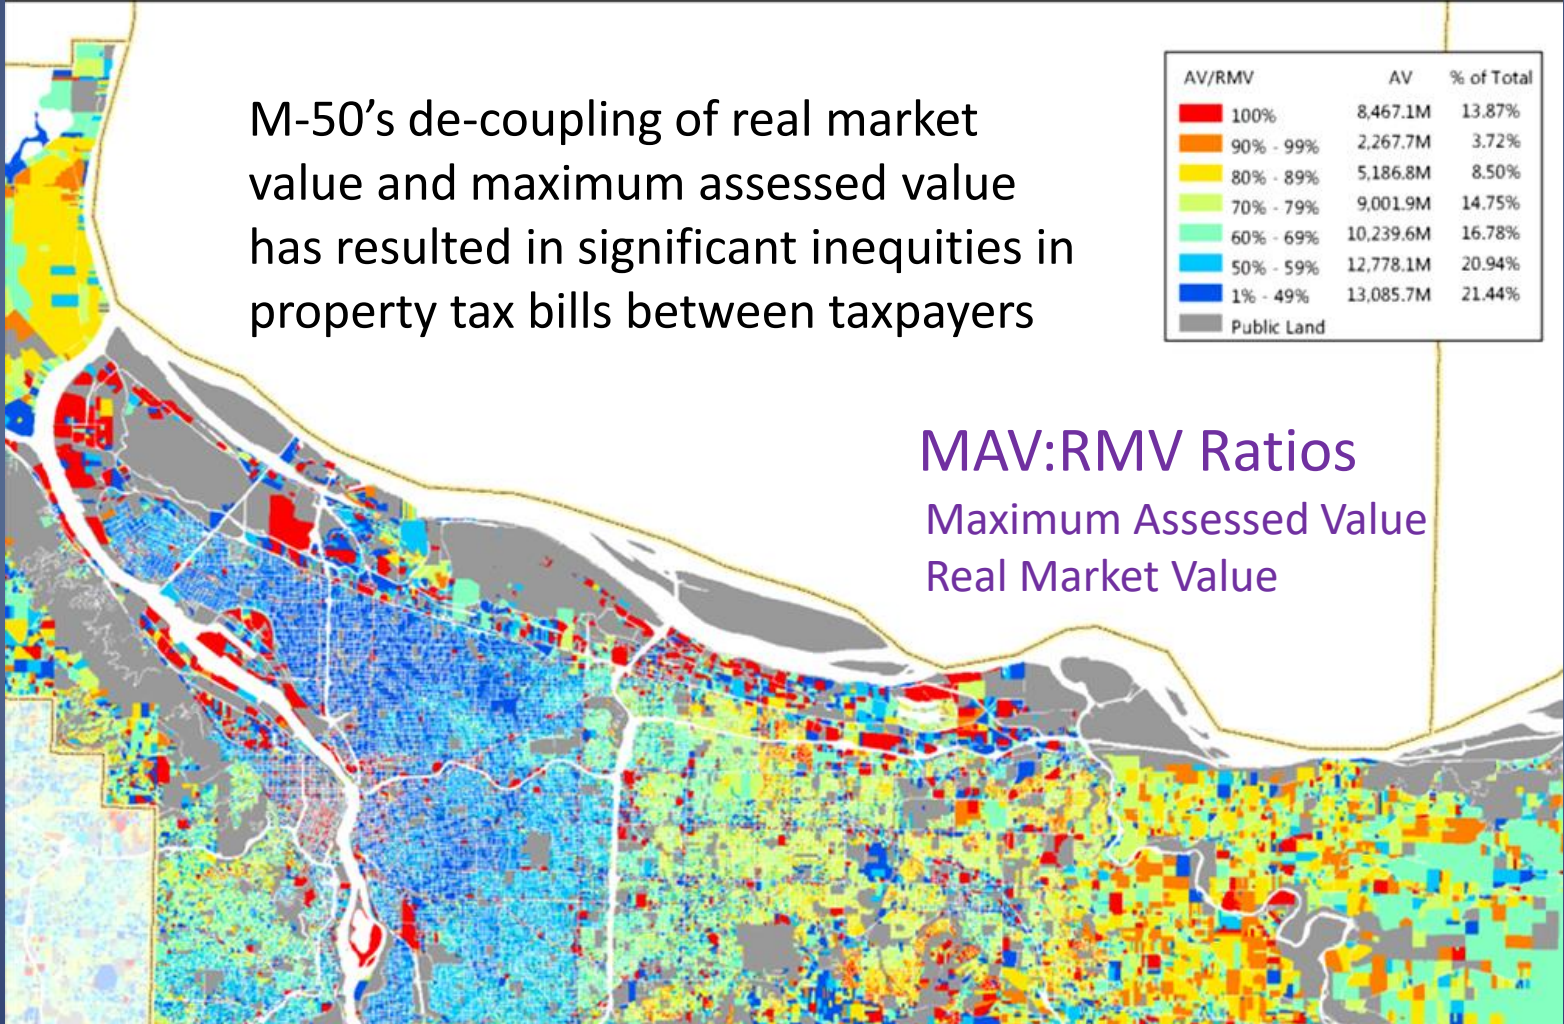 M-50’s de-coupling of real market
value and maximum assessed value
has resulted in significant inequities in
property tax bills between taxpayers
AV/RMV AV % of Total
100% 8,467.1M 13.87%
90% - 99% 2,267.7M 3.72%
80% - 89% 5,186.8M 8.50%
70% - 79% 9,001.9M 14.75%
60% - 69% 10,239.6M 16.78%
50% - 59% 12,778.1M 20.94%
1% - 49% 13,085.7M 21.44%
Public Land
MAV:RMV Ratios
Maximum Assessed Value
Real Market Value